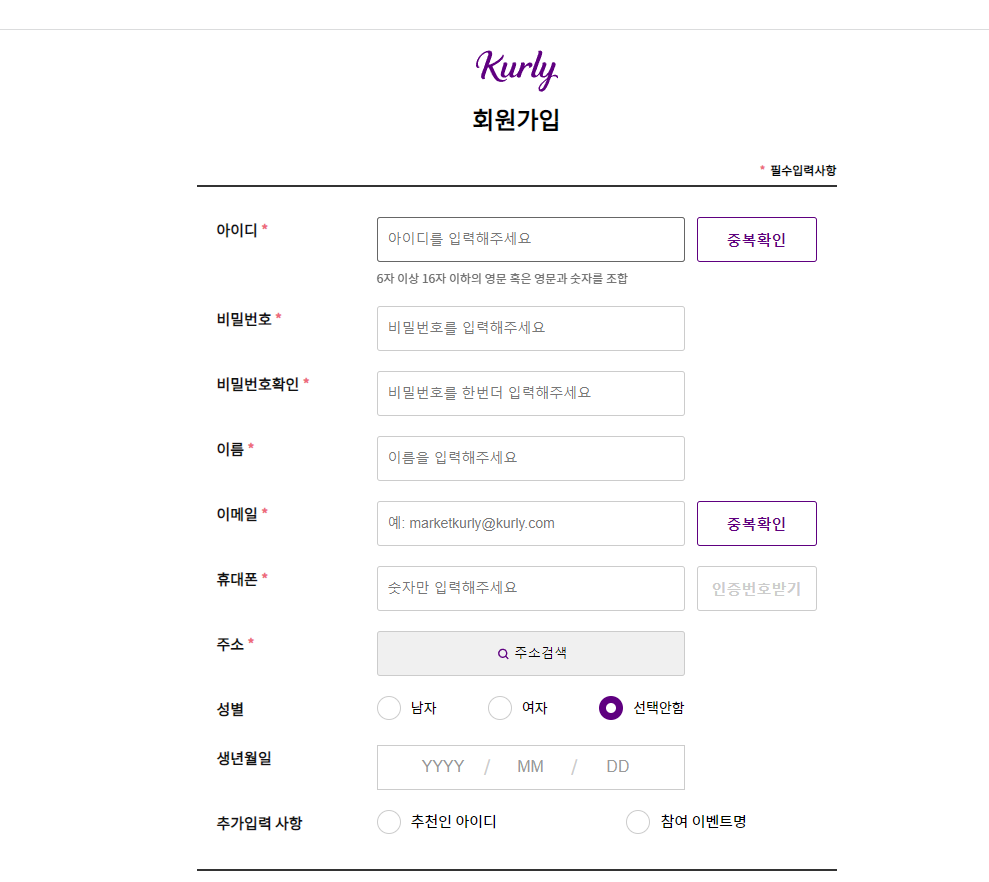 Kurly
회원가입
* 필수입력사항
아이디 *
아이디를 입력해주세요
중복확인
6자 이상 16자 이하의 영문 혹은 영문과 숫자를 조합
비밀번호 *
비밀번호를 입력해주세요
비밀번호확인 *
비밀번호를 한번더 입력해주세요
이름 *
이름을 입력해주세요
이메일 *
예: marketkurly@kurly.com
중복확인
휴대폰 *
숫자만 입력해주세요
인증번호받기
주소 *
주소검색
성별
남자
여자
선택안함
생년월일
YYYY / MM / DD
추가입력 사항
추천인 아이디
참여 이벤트명